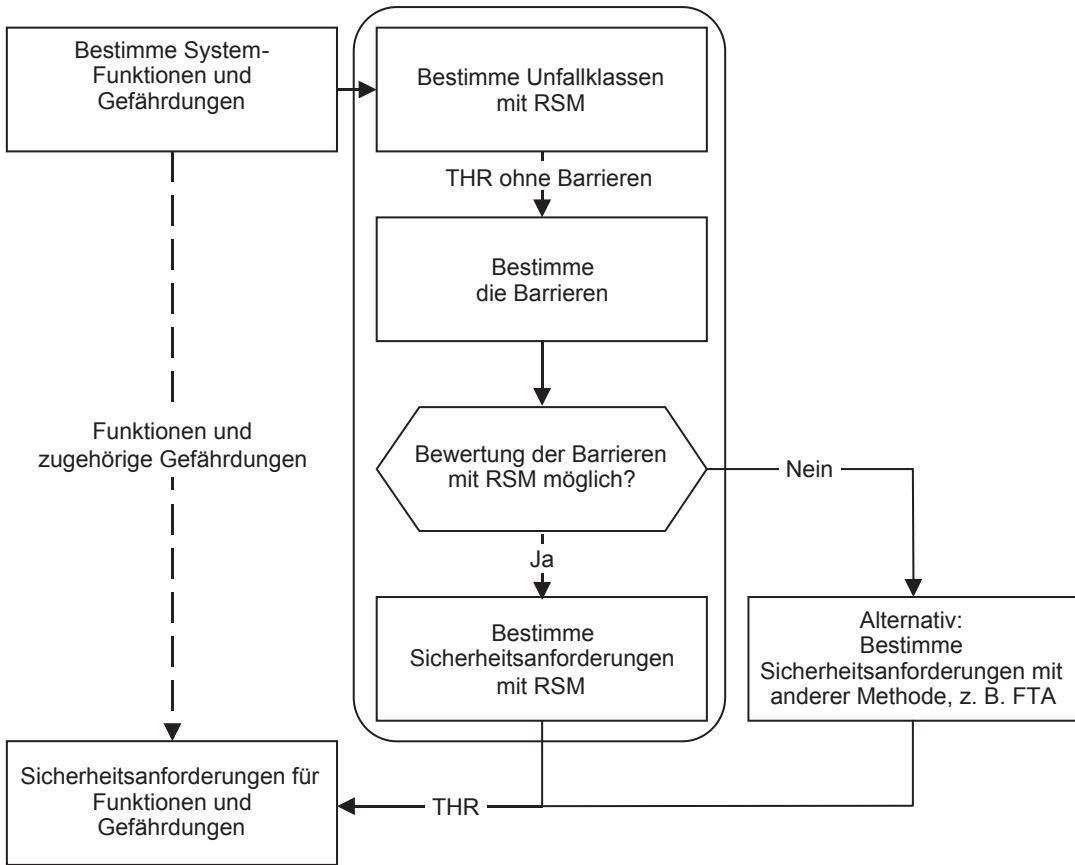 Bestimme System-
Funktionen und
Gefährdungen
Bestimme Unfallklassen
mit RSM
THR ohne Barrieren
Bestimme
die Barrieren
Funktionen und
zugehörige Gefährdungen
Bewertung der Barrieren
mit RSM möglich?
Nein
Ja
Bestimme
Sicherheitsanforderungen
mit RSM
Alternativ:
Bestimme
Sicherheitsanforderungen mit
anderer Methode, z. B. FTA
Sicherheitsanforderungen für
Funktionen und
Gefährdungen
THR